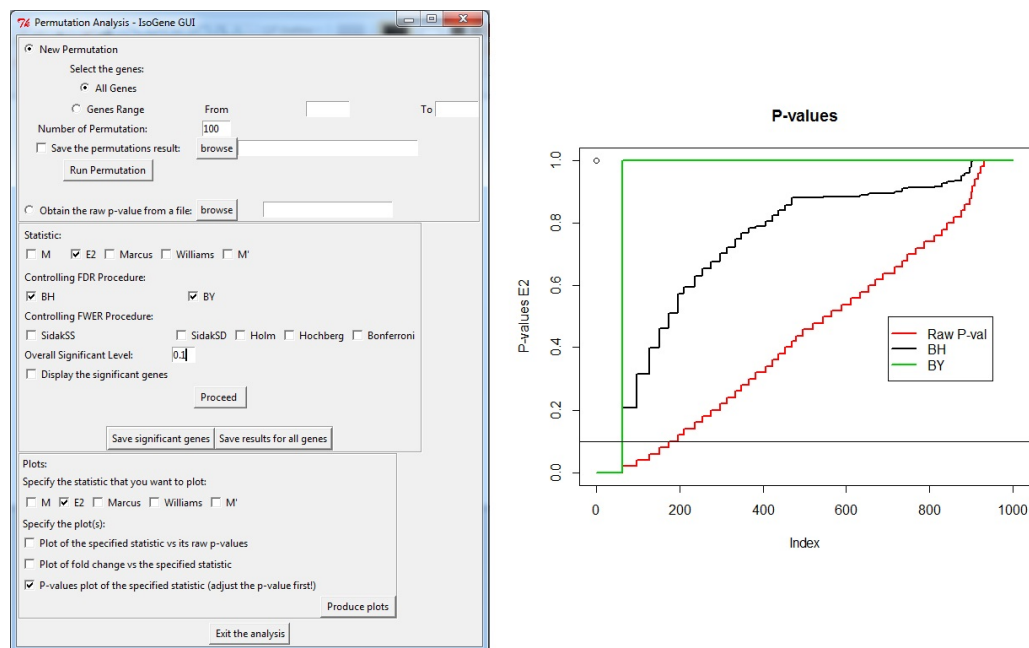 Permutation Analysis - IsoGene GUI
New Permutation
Select the genes:
All Genes
Genes Range From To
Number of Permutation: 100
Save the permutations result: browse
Run Permutation
Obtain the raw p-value from a file: browse
Statistic:
M E2 Marcus Williams M'
Controlling FDR Procedure:
BH BY
Controlling FWER Procedure:
SidakSS SidakSD Holm Hochberg Bonferroni
Overall Significant Level: 0.1
Display the significant genes
Proceed
Save significant genes Save results for all genes
Plots:
Specify the statistic that you want to plot:
M E2 Marcus Williams M'
Specify the plot(s):
Plot of the specified statistic vs its raw p-values
Plot of fold change vs the specified statistic
P-values plot of the specified statistic (adjust the p-value first!)
Produce plots
Exit the analysis
P-values
P-values E2
1.0
0.8
0.6
0.4
0.2
0.0
Raw P-val
BH
BY
0 200 400 600 800 1000
Index